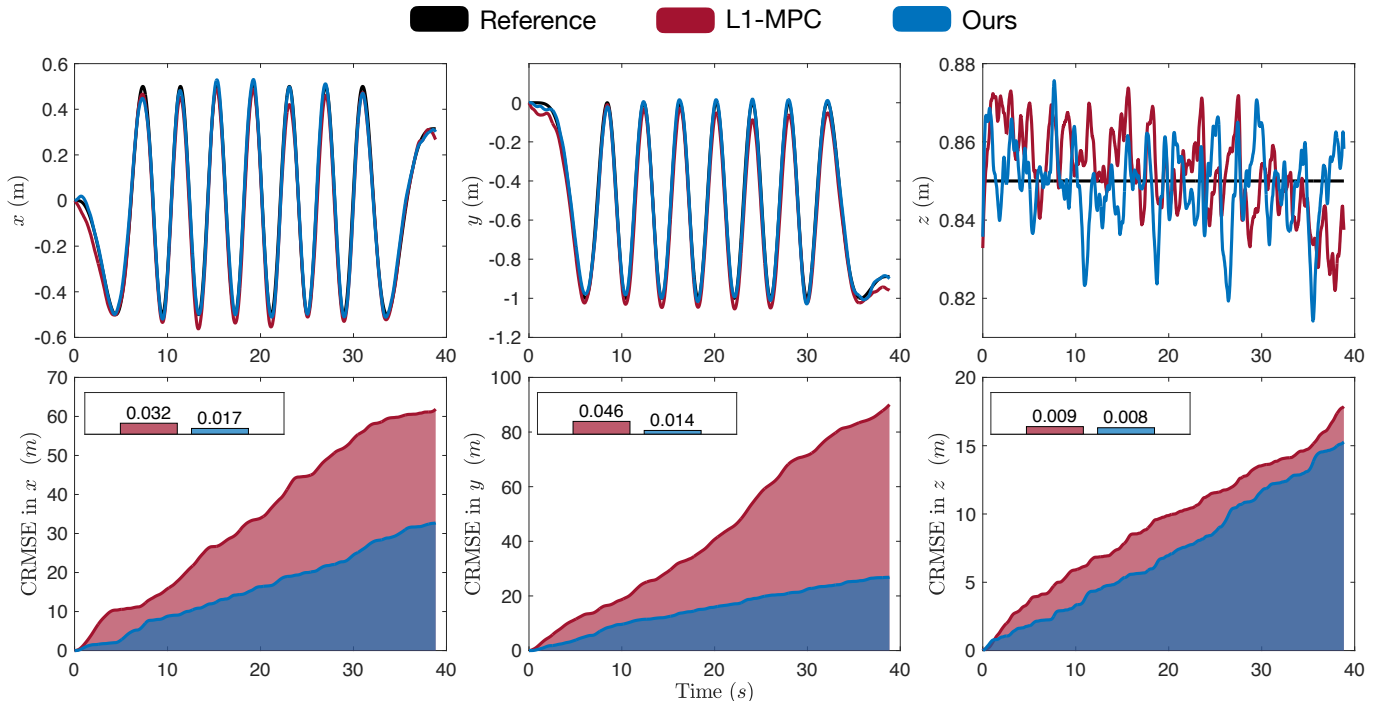 Reference L1-MPC Ours
0.6
0.4
0.2
0
-0.2
-0.4
-0.6
x (m)
0 10 20 30 40
0.2
0
-0.2
-0.4
-0.6
-0.8
-1
-1.2
y (m)
0 10 20 30 40
0.88
0.86
0.84
0.82
z (m)
0 10 20 30 40
70
60
50
40
30
20
10
0
CRMSE in x (m)
0.032 0.017
0 10 20 30 40
100
80
60
40
20
0
CRMSE in y (m)
0.046 0.014
0 10 20 30 40
Time (s)
20
15
10
5
0
CRMSE in z (m)
0.009 0.008
0 10 20 30 40